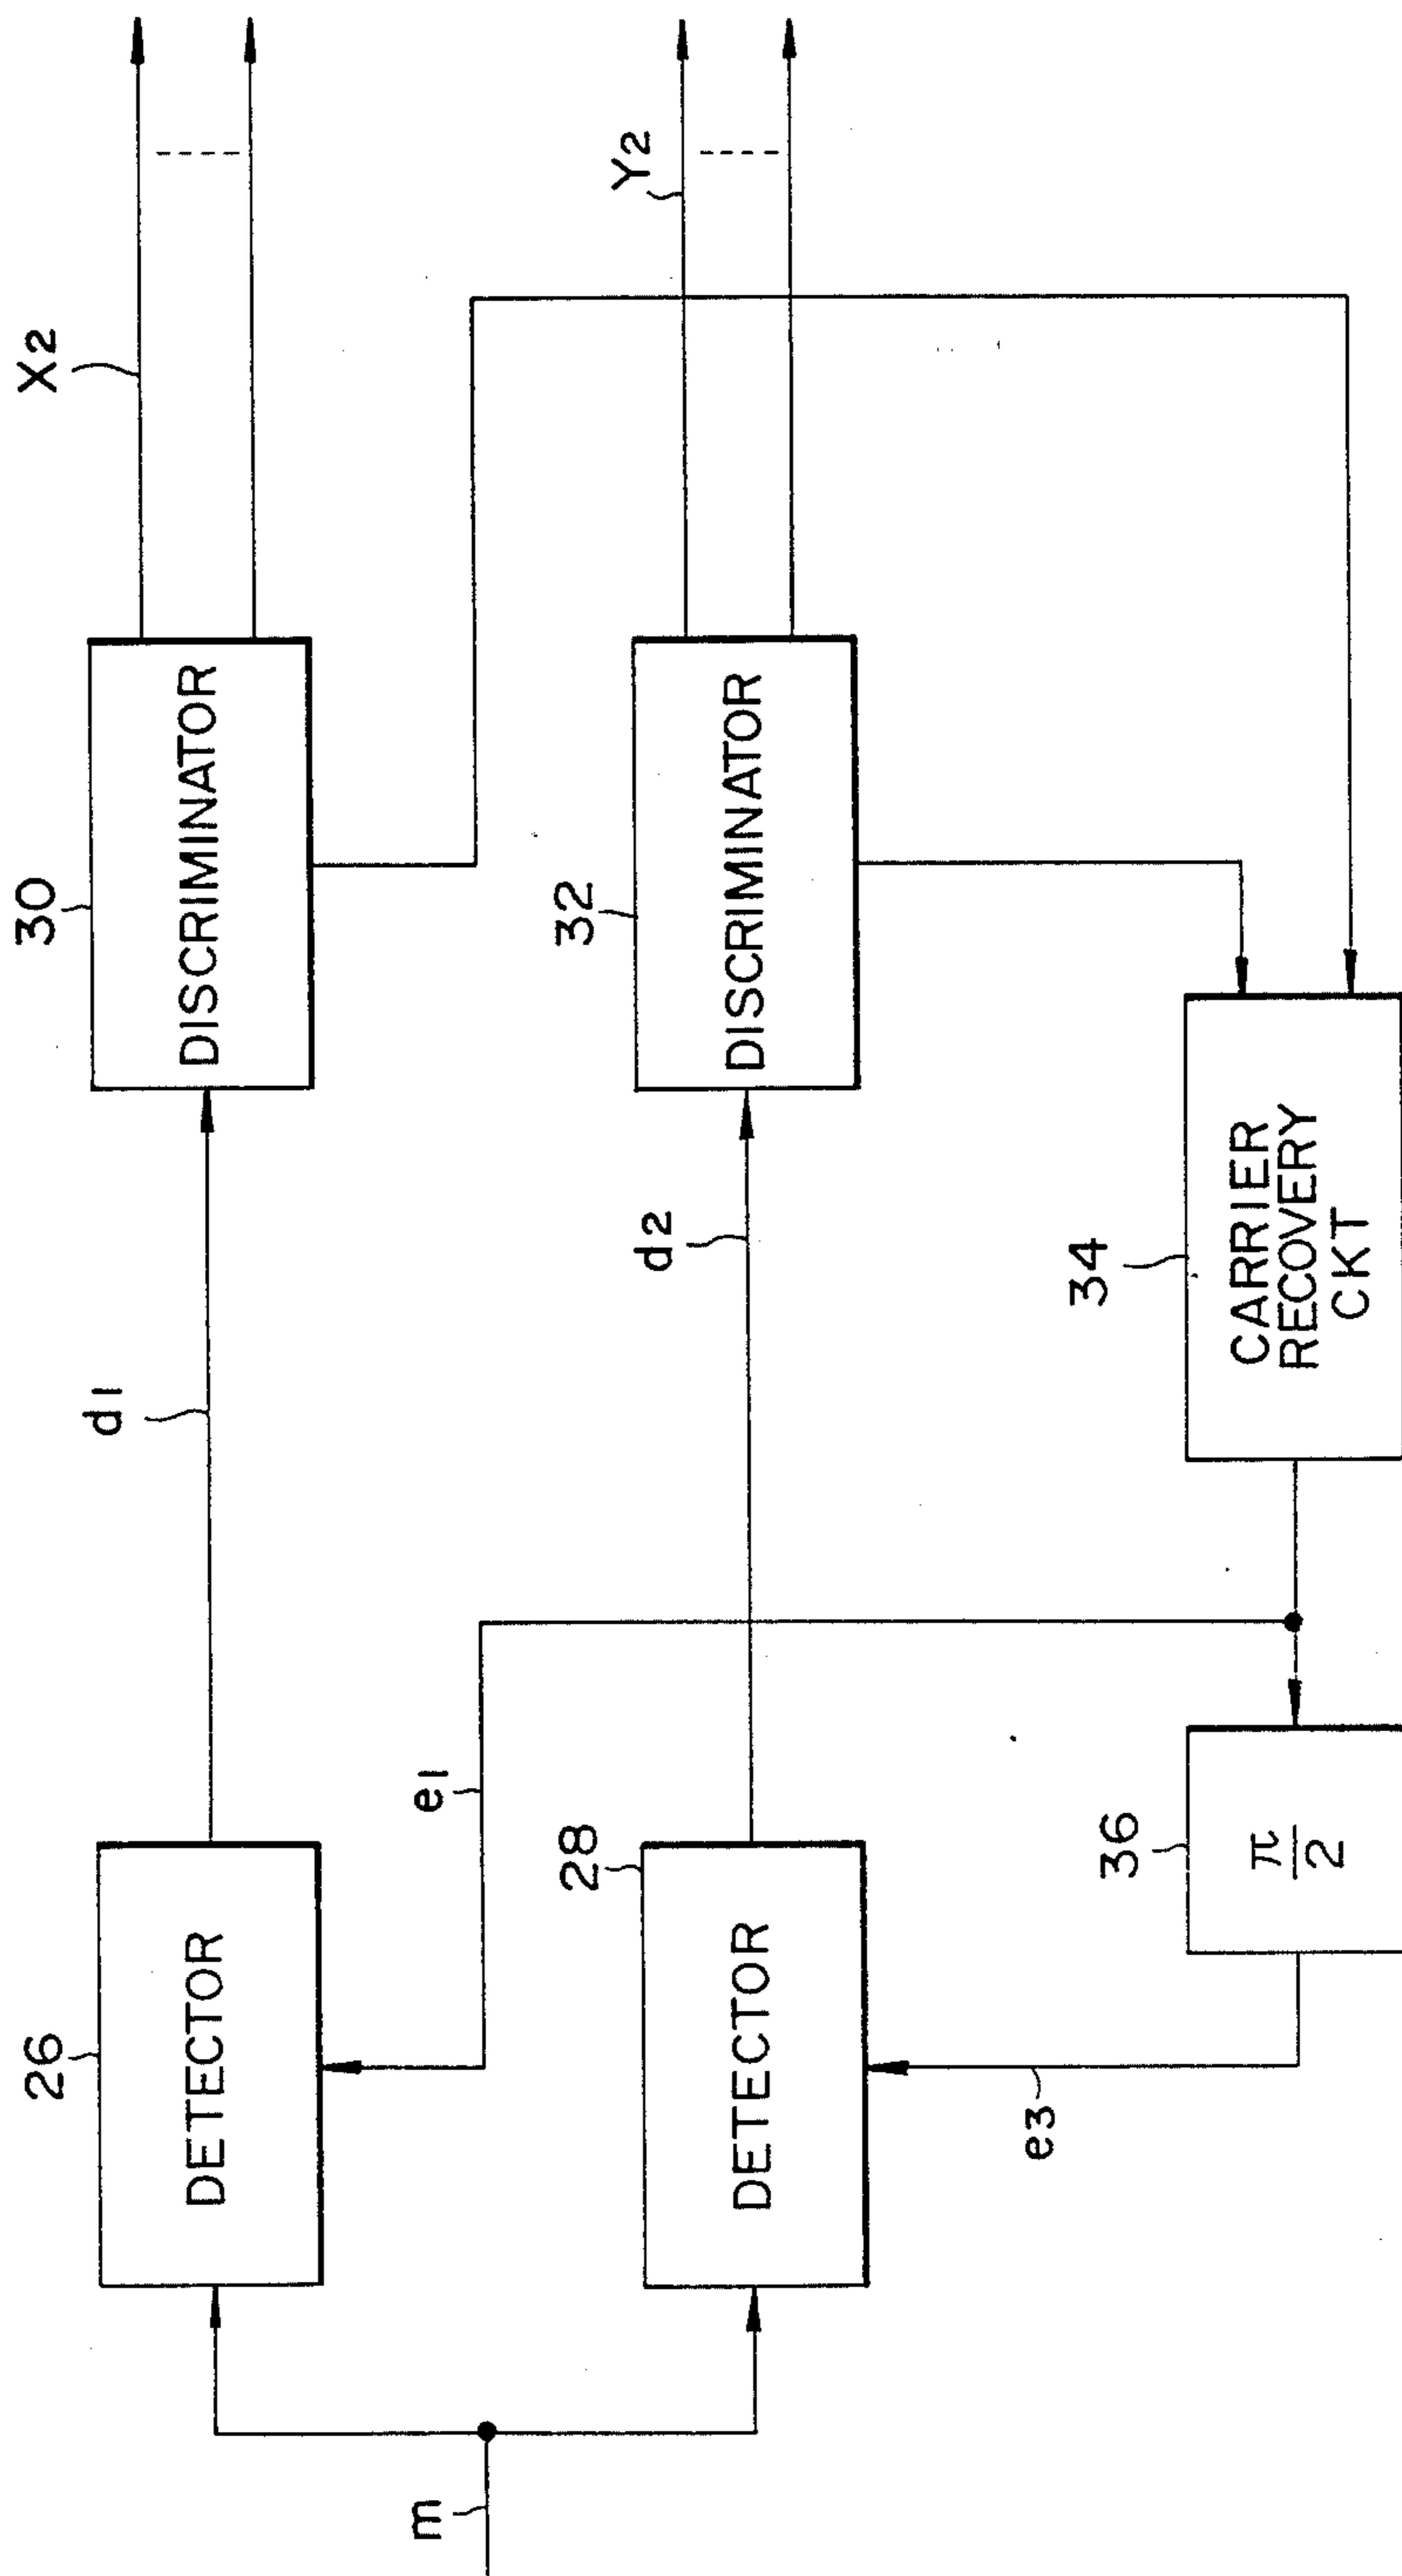 X2
30
DISCRIMINATOR
Y2
32
DISCRIMINATOR
d1
d2
34
CARRIER
RECOVERY
CKT
e1
26
DETECTOR
28
DETECTOR
36
π/2
e3
m